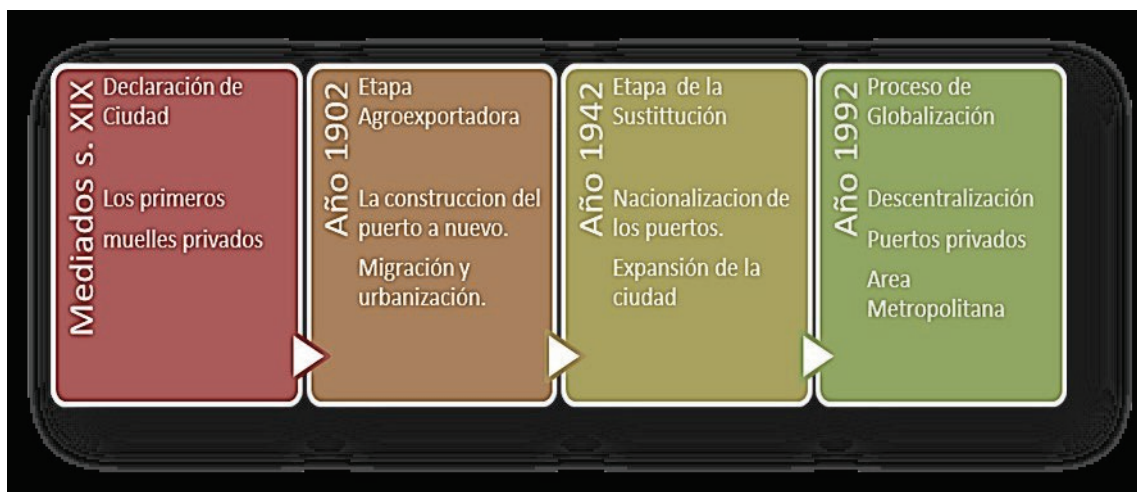 Mediados s. XIX
Declaración de
Ciudad
Los primeros
muelles privados
Año 1902
Etapa
Agroexportadora
La construccion del
puerto a nuevo.
Migración y
urbanización.
Año 1942
Etapa de la
Sustittución
Nacionalizacion de
los puertos.
Expansión de la
ciudad
Año 1992
Proceso de
Globalización
Descentralización
Puertos privados
Area
Metropolitana